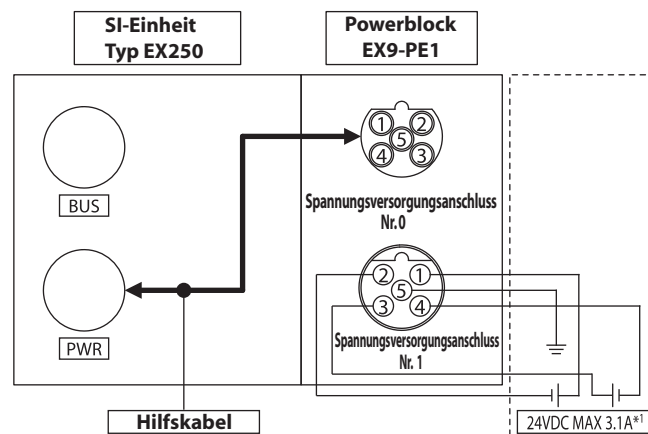 SI-Einheit
Typ EX250
Powerblock
EX9-PE1
1 2
5
4 3
BUS
Spannungsversorgungsanschluss
Nr.0
2 1
5
3 4
PWR
Spannungsversorgungsanschluss
Nr. 1
Hilfskabel
24VDC MAX 3.1A*1